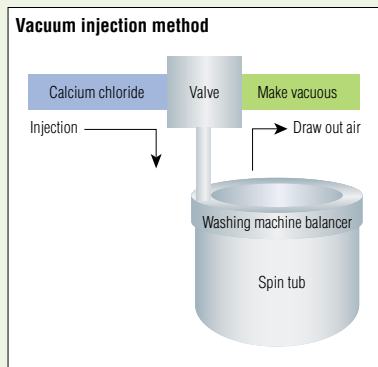 Vacuum injection method
Calcium chloride
Valve
Make vacuous
Injection
Draw out air
Washing machine balancer
Spin tub